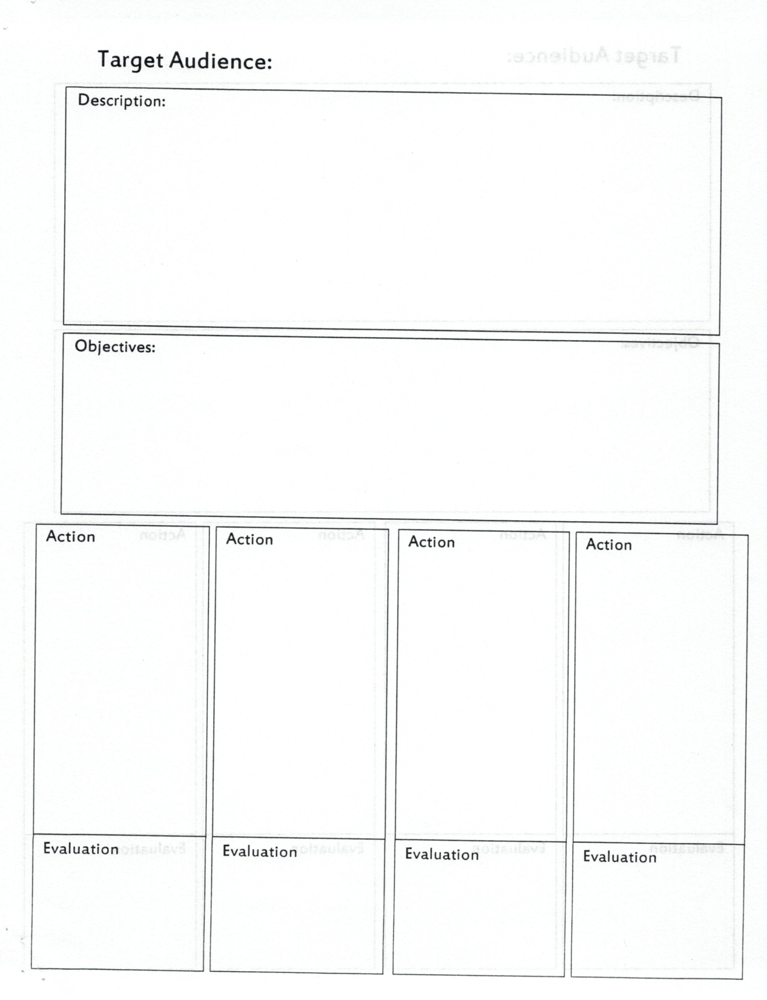 Target Audience:
Description:
Objectives:
Action
Action
Action
Action
Evaluation
Evaluation
Evaluation
Evaluation